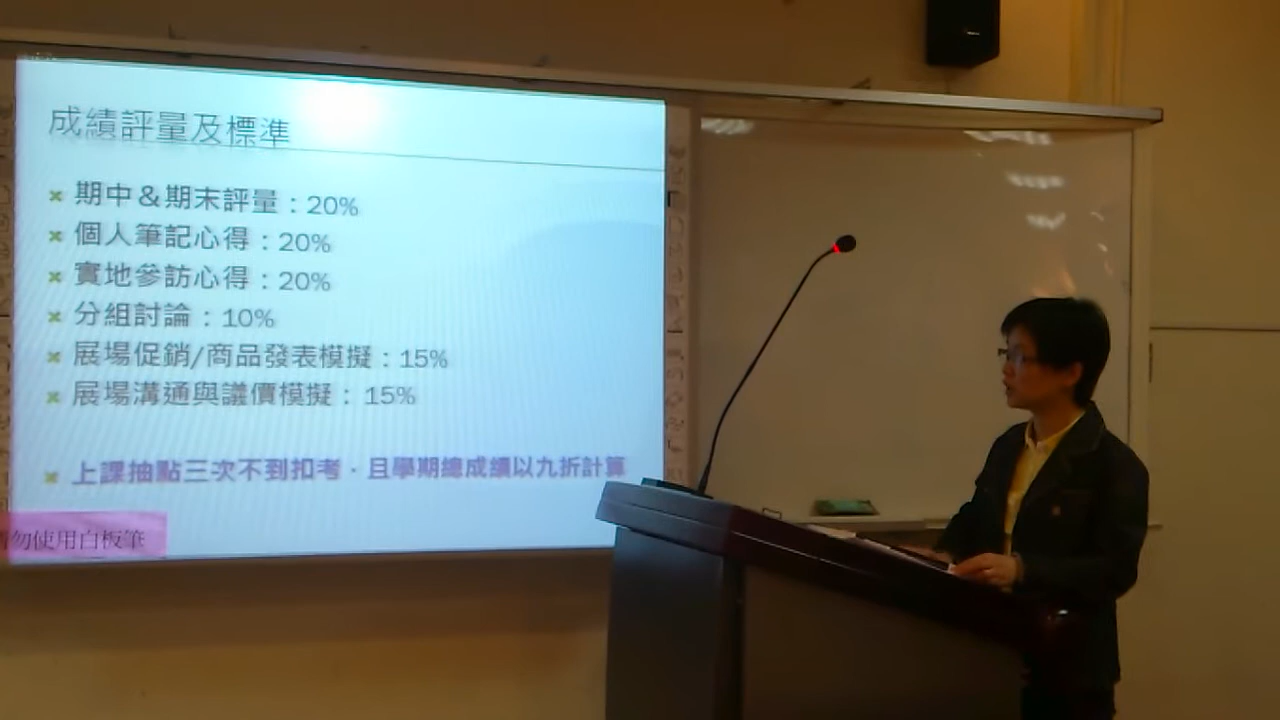 成績評量及標準
期中＆期末評量：20%
個人筆記心得：20%
實地參訪心得：20%
分組討論：10%
展場促銷/商品發表模擬：15%
展場溝通與議價模擬：15%
上課抽點三次不到扣考，且學期總成績以九折計算
勿使用白板筆